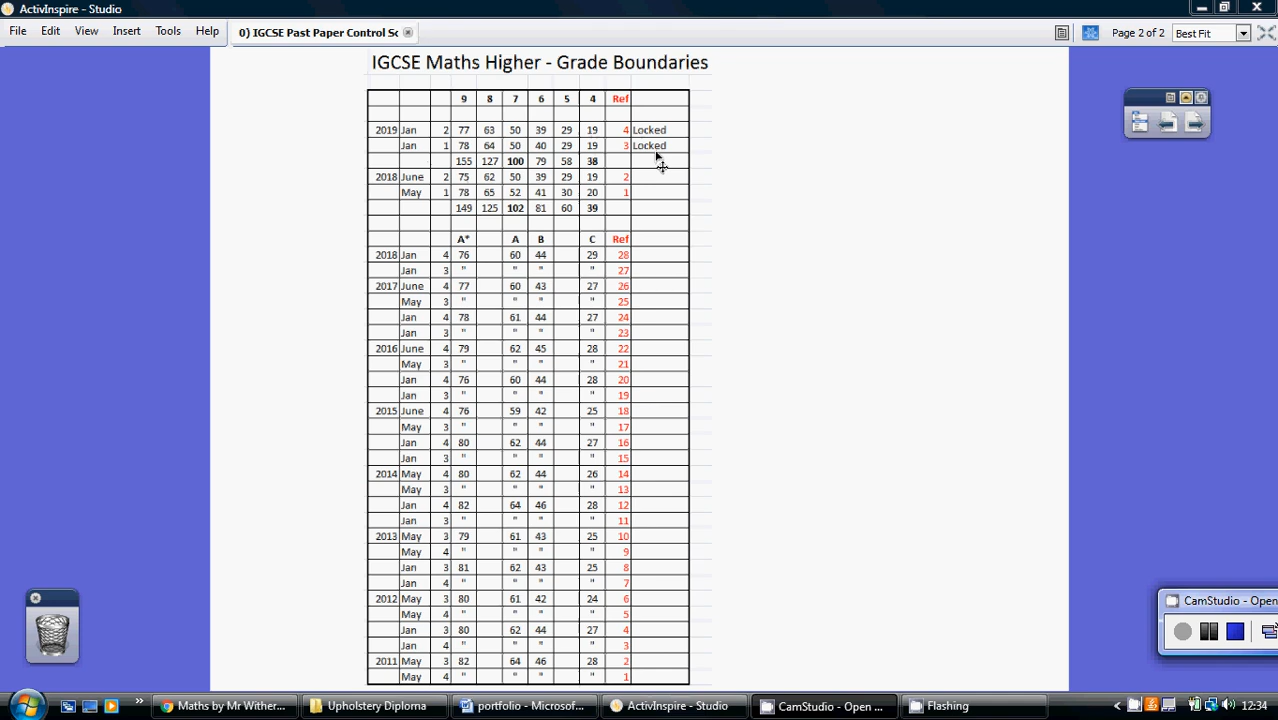 ActivInspire - Studio
File Edit View Insert Tools Help 0) IGCSE Past Paper Control Sc Page 2 of 2 Best Fit
IGCSE Maths Higher - Grade Boundaries
9 8 7 6 5 4 Ref
2019 Jan 2 77 63 50 39 29 19 4 Locked
Jan 1 78 64 50 40 29 19 3 Locked
155 127 100 79 58 38
2018 June 2 75 62 50 39 29 19 2
May 1 78 65 52 41 30 20 1
149 125 102 81 60 39
A* A B C Ref
2018 Jan 4 76 60 44 29 28
Jan 3 " " " " 27
2017 June 4 77 60 43 27 26
May 3 " " " " 25
Jan 4 78 61 44 27 24
Jan 3 " " " " 23
2016 June 4 79 62 45 28 22
May 3 " " " " 21
Jan 4 76 60 44 28 20
Jan 3 " " " " 19
2015 June 4 76 59 42 25 18
May 3 " " " " 17
Jan 4 80 62 44 27 16
Jan 3 " " " " 15
2014 May 4 80 62 44 26 14
May 3 " " " " 13
Jan 4 82 64 46 28 12
Jan 3 " " " " 11
2013 May 3 79 61 43 25 10
May 4 " " " " 9
Jan 3 81 62 43 25 8
Jan 4 " " " " 7
2012 May 3 80 61 42 24 6
May 4 " " " " 5
Jan 3 80 62 44 27 4
Jan 4 " " " " 3
2011 May 3 82 64 46 28 2
May 4 " " " " 1
CamStudio - Open
Maths by Mr Wither... Upholstery Diploma portfolio - Microsof... ActivInspire - Studio CamStudio - Open ... Flashing 12:34